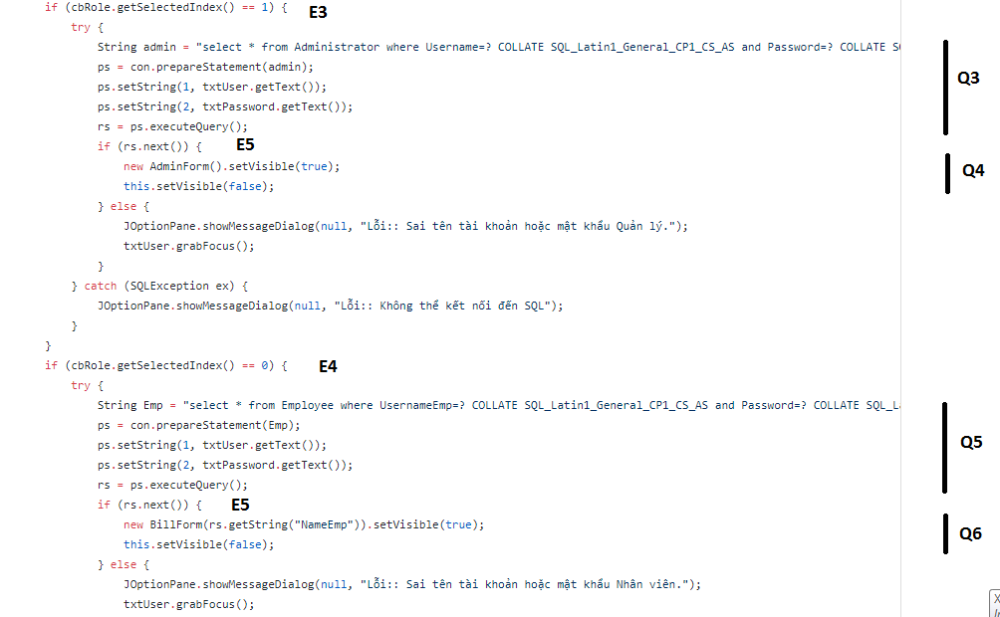 if (cbRole.getSelectedIndex() == 1) { E3
try {
String admin = "select * from Administrator where Username=? COLLATE SQL_Latin1_General_CP1_CS_AS and Password=? COLLATE
ps = con.prepareStatement(admin); Q3
ps.setString(1, txtUser.getText());
ps.setString(2, txtPassword.getText());
rs = ps.executeQuery();
if (rs.next()) { E5
new AdminForm().setVisible(true); Q4
this.setVisible(false);
} else {
JOptionPane.showMessageDialog(null, "Lỗi:: Sai tên tài khoản hoặc mật khẩu Quản lý.");
txtUser.grabFocus();
}
} catch (SQLException ex) {
JOptionPane.showMessageDialog(null, "Lỗi:: Không thể kết nối đến SQL");
}
}
if (cbRole.getSelectedIndex() == 0) { E4
try {
String Emp = "select * from Employee where UsernameEmp=? COLLATE SQL_Latin1_General_CP1_CS_AS and Password=? COLLATE
ps = con.prepareStatement(Emp);
ps.setString(1, txtUser.getText()); Q5
ps.setString(2, txtPassword.getText());
rs = ps.executeQuery();
if (rs.next()) { E5
new BillForm(rs.getString("NameEmp")).setVisible(true); Q6
this.setVisible(false);
} else {
JOptionPane.showMessageDialog(null, "Lỗi:: Sai tên tài khoản hoặc mật khẩu Nhân viên.");
txtUser.grabFocus();